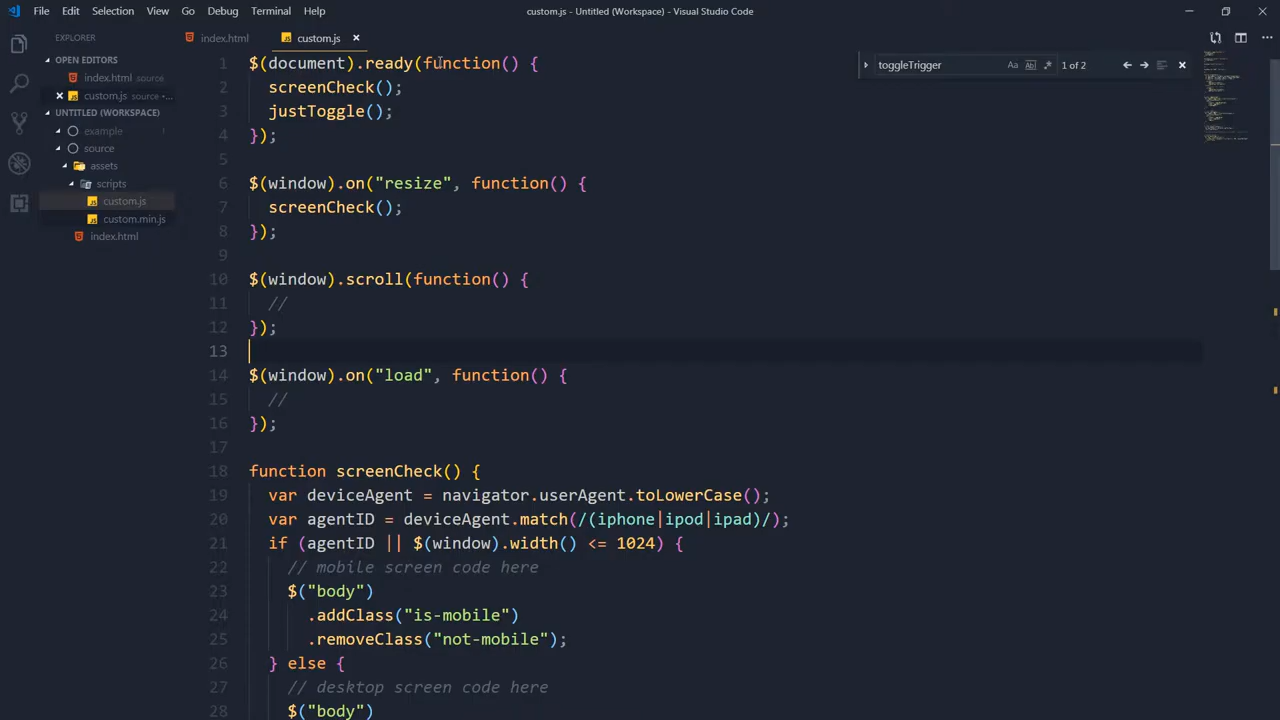 File Edit Selection View Go Debug Terminal Help
custom.js - Untitled (Workspace) - Visual Studio Code
EXPLORER
OPEN EDITORS
index.html source
custom.js source •...
UNTITLED (WORKSPACE)
example
source
assets
scripts
custom.js
custom.min.js
index.html
index.html custom.js
toggleTrigger Aa Abl .* 1 of 2
1 $(document).ready(function() {
2 screenCheck();
3 justToggle();
4 });
5
6 $(window).on("resize", function() {
7 screenCheck();
8 });
9
10 $(window).scroll(function() {
11 //
12 });
13
14 $(window).on("load", function() {
15 //
16 });
17
18 function screenCheck() {
19 var deviceAgent = navigator.userAgent.toLowerCase();
20 var agentID = deviceAgent.match(/(iphone|ipod|ipad)/);
21 if (agentID || $(window).width() <= 1024) {
22 // mobile screen code here
23 $("body")
24 .addClass("is-mobile")
25 .removeClass("not-mobile");
26 } else {
27 // desktop screen code here
28 $("body")